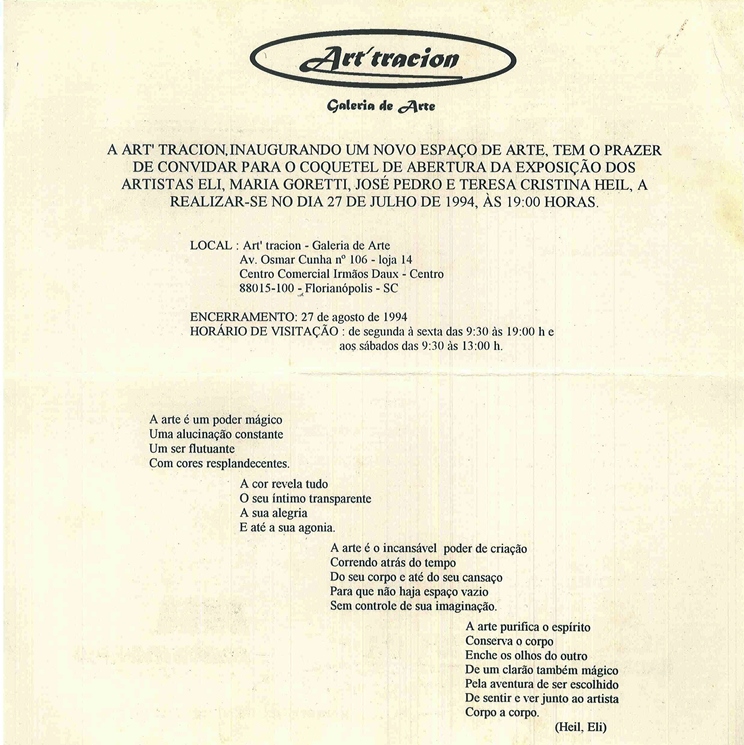 Art'tracion
Galeria de Arte
A ART' TRACION, INAUGURANDO UM NOVO ESPAÇO DE ARTE, TEM O PRAZER
DE CONVIDAR PARA O COQUETEL DE ABERTURA DA EXPOSIÇÃO DOS
ARTISTAS ELI, MARIA GORETTI, JOSÉ PEDRO E TERESA CRISTINA HEIL, A
REALIZAR-SE NO DIA 27 DE JULHO DE 1994, ÀS 19:00 HORAS.
LOCAL : Art' tracion - Galeria de Arte
Av. Osmar Cunha nº 106 - loja 14
Centro Comercial Irmãos Daux - Centro
88015-100 - Florianópolis - SC
ENCERRAMENTO: 27 de agosto de 1994
HORÁRIO DE VISITAÇÃO : de segunda à sexta das 9:30 às 19:00 h e
aos sábados das 9:30 às 13:00 h.
A arte é um poder mágico
Uma alucinação constante
Um ser flutuante
Com cores resplandecentes.
A cor revela tudo
O seu íntimo transparente
A sua alegria
E até a sua agonia.
A arte é o incansável poder de criação
Correndo atrás do tempo
Do seu corpo e até do seu cansaço
Para que não haja espaço vazio
Sem controle de sua imaginação.
A arte purifica o espírito
Conserva o corpo
Enche os olhos do outro
De um clarão também mágico
Pela aventura de ser escolhido
De sentir e ver junto ao artista
Corpo a corpo.
(Heil, Eli)